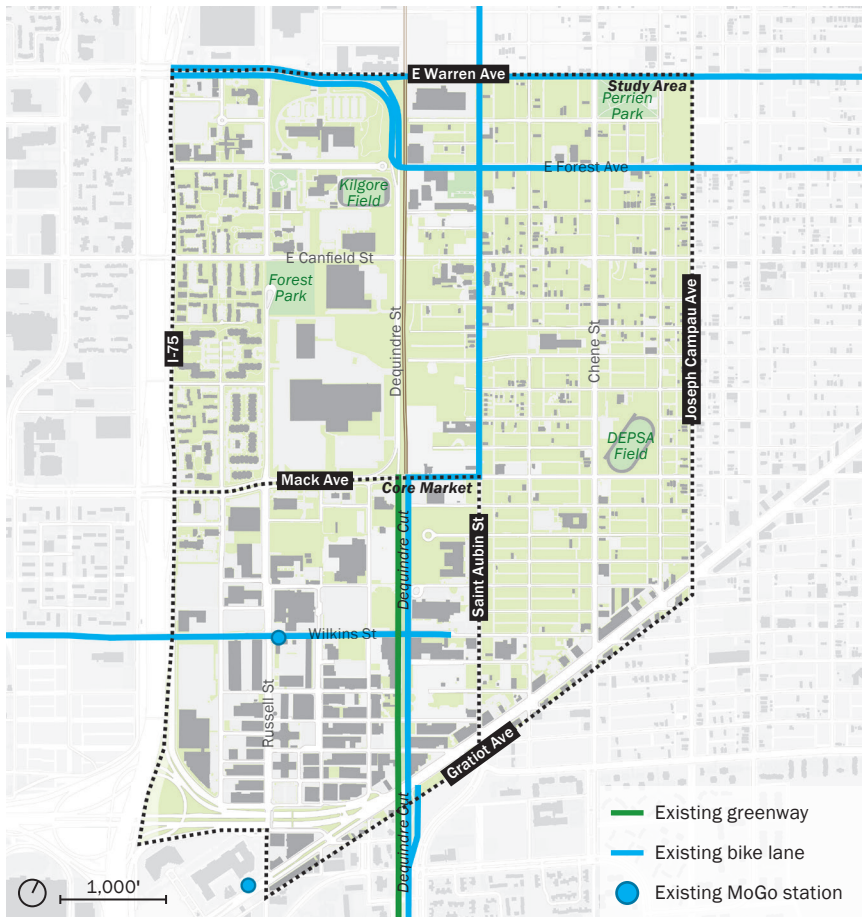 E Warren Ave
Study Area
Perrien
Park
E Forest Ave
Kilgore
Field
E Canfield St
Forest
Park
I-75
Dequindre St
Chene St
Joseph Campau Ave
DEPSA
Field
Mack Ave
Core Market
Dequindre Cut
Saint Aubin St
Wilkins St
Russell St
Gratiot Ave
Dequindre Cut
Existing greenway
Existing bike lane
Existing MoGo station
1,000'